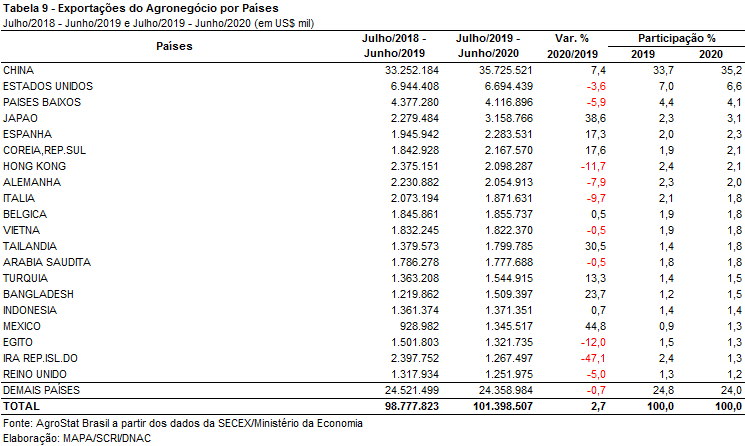 Tabela 9 - Exportações do Agronegócio por Países
Julho/2018 - Junho/2019 e Julho/2019 - Junho/2020 (em US$ mil)
Países Julho/2018 - Junho/2019 Julho/2019 - Junho/2020 Var. % 2020/2019 Participação % 2019 2020
CHINA 33.252.184 35.725.521 7,4 33,7 35,2
ESTADOS UNIDOS 6.944.408 6.694.439 -3,6 7,0 6,6
PAISES BAIXOS 4.377.280 4.116.896 -5,9 4,4 4,1
JAPAO 2.279.484 3.158.766 38,6 2,3 3,1
ESPANHA 1.945.942 2.283.531 17,3 2,0 2,3
COREIA,REP.SUL 1.842.928 2.167.570 17,6 1,9 2,1
HONG KONG 2.375.151 2.098.287 -11,7 2,4 2,1
ALEMANHA 2.230.882 2.054.913 -7,9 2,3 2,0
ITALIA 2.073.194 1.871.631 -9,7 2,1 1,8
BELGICA 1.845.861 1.855.737 0,5 1,9 1,8
VIETNA 1.832.245 1.822.370 -0,5 1,9 1,8
TAILANDIA 1.379.573 1.799.785 30,5 1,4 1,8
ARABIA SAUDITA 1.786.278 1.777.688 -0,5 1,8 1,8
TURQUIA 1.363.208 1.544.915 13,3 1,4 1,5
BANGLADESH 1.219.862 1.509.397 23,7 1,2 1,5
INDONESIA 1.361.374 1.371.351 0,7 1,4 1,4
MEXICO 928.982 1.345.517 44,8 0,9 1,3
EGITO 1.501.803 1.321.735 -12,0 1,5 1,3
IRA REP.ISL.DO 2.397.752 1.267.497 -47,1 2,4 1,3
REINO UNIDO 1.317.934 1.251.975 -5,0 1,3 1,2
DEMAIS PAÍSES 24.521.499 24.358.984 -0,7 24,8 24,0
TOTAL 98.777.823 101.398.507 2,7 100,0 100,0
Fonte: AgroStat Brasil a partir dos dados da SECEX/Ministério da Economia
Elaboração: MAPA/SCRI/DNAC